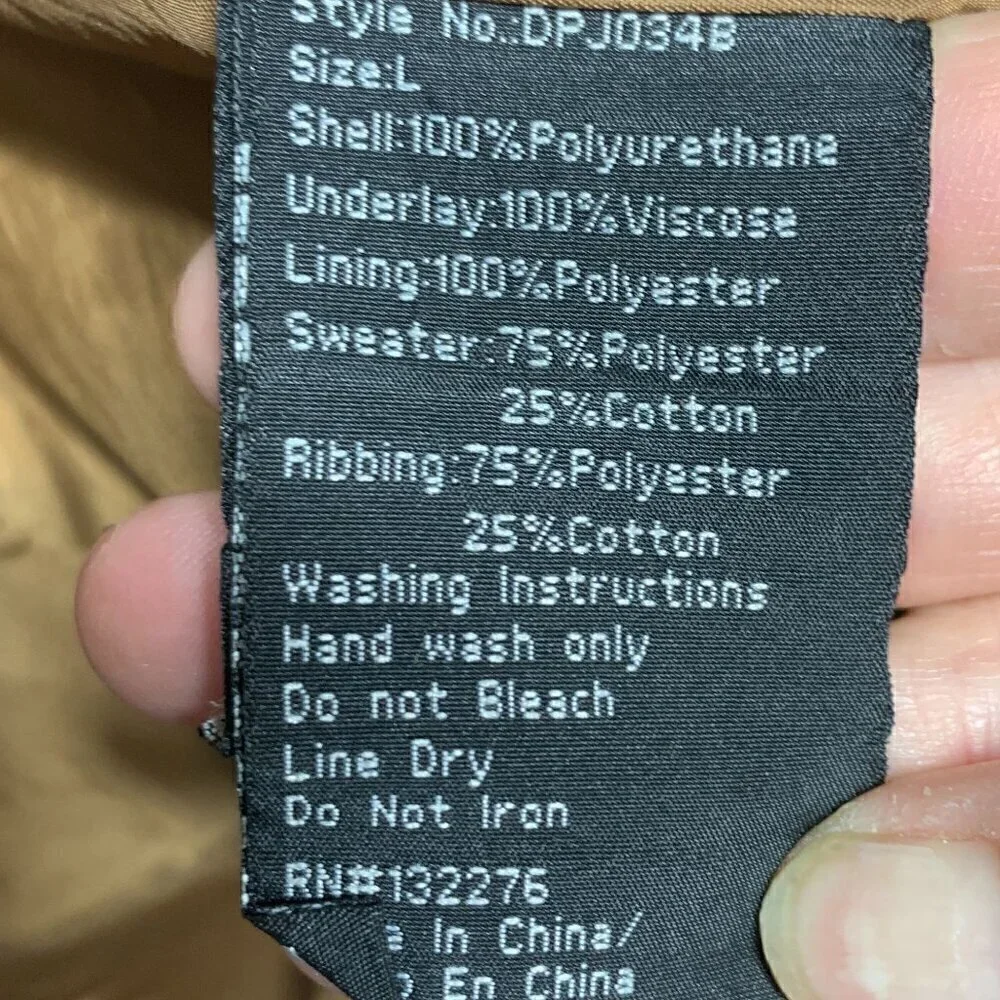 Style No.:DPJ034B
Size:L
Shell:100%Polyurethane
Underlay:100%Viscose
Lining:100%Polyester
Sweater:75%Polyester
25%Cotton
Ribbing:75%Polyester
25%Cotton
Washing Instructions
Hand wash only
Do not Bleach
Line Dry
Do Not Iron
RN#132276
In China/
En China